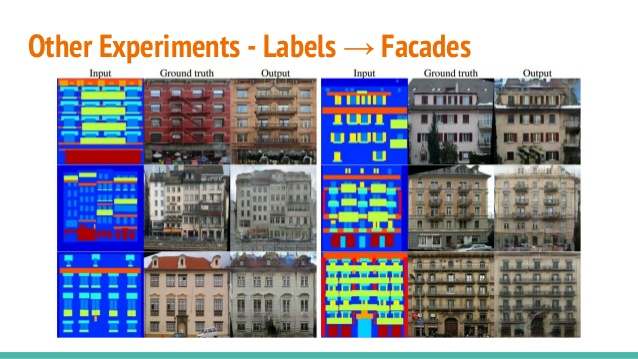 Other Experiments - Labels → Facades
Input Ground truth Output Input Ground truth Output